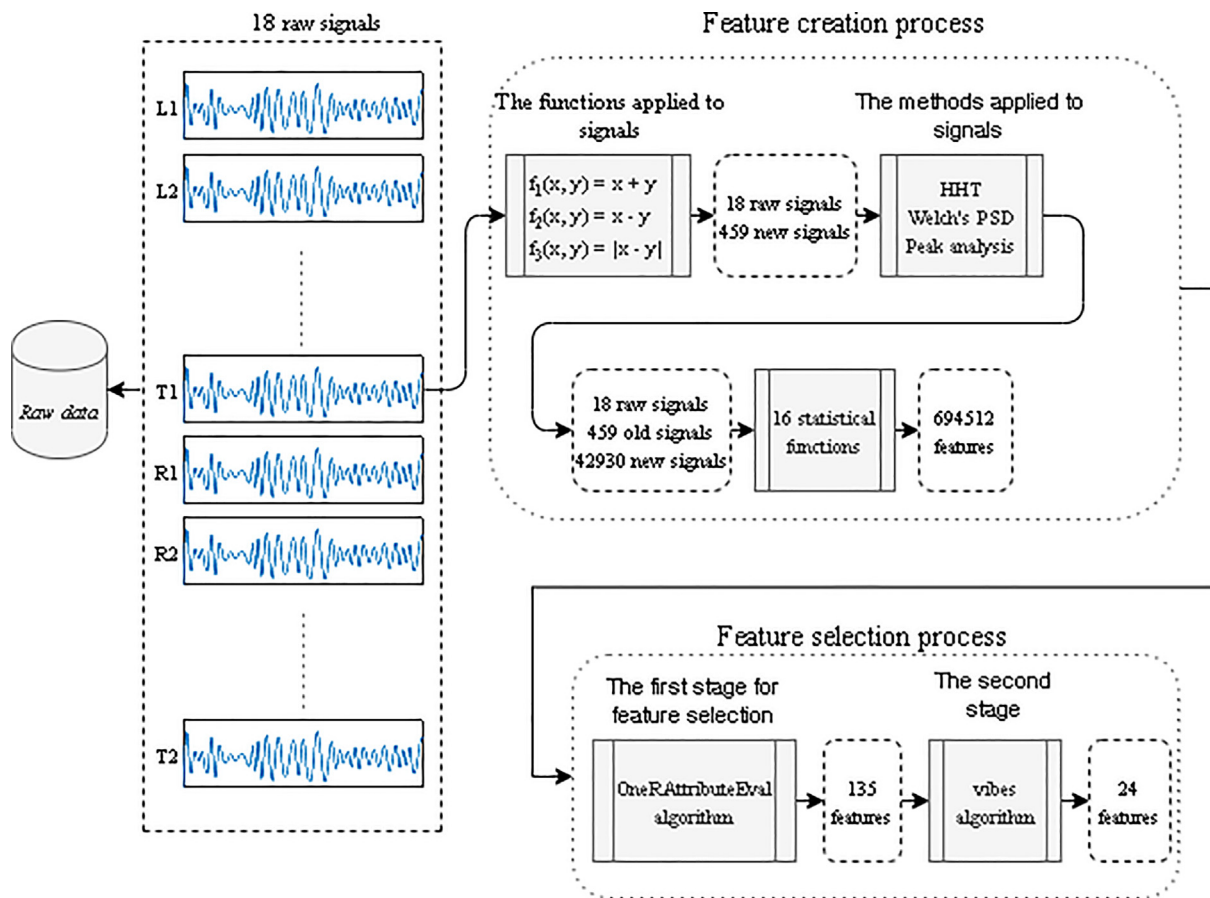 18 raw signals
L1
L2
T1
R1
R2
T2
Raw data
Feature creation process
The functions applied to
signals
f₁(x, y) = x + y
f₂(x, y) = x - y
f₃(x, y) = |x - y|
18 raw signals
459 new signals
The methods applied to
signals
HHT
Welch's PSD
Peak analysis
18 raw signals
459 old signals
42930 new signals
16 statistical
functions
694512
features
Feature selection process
The first stage for
feature selection
OneRAttributeEval
algorithm
135
features
The second
stage
vibes
algorithm
24
features